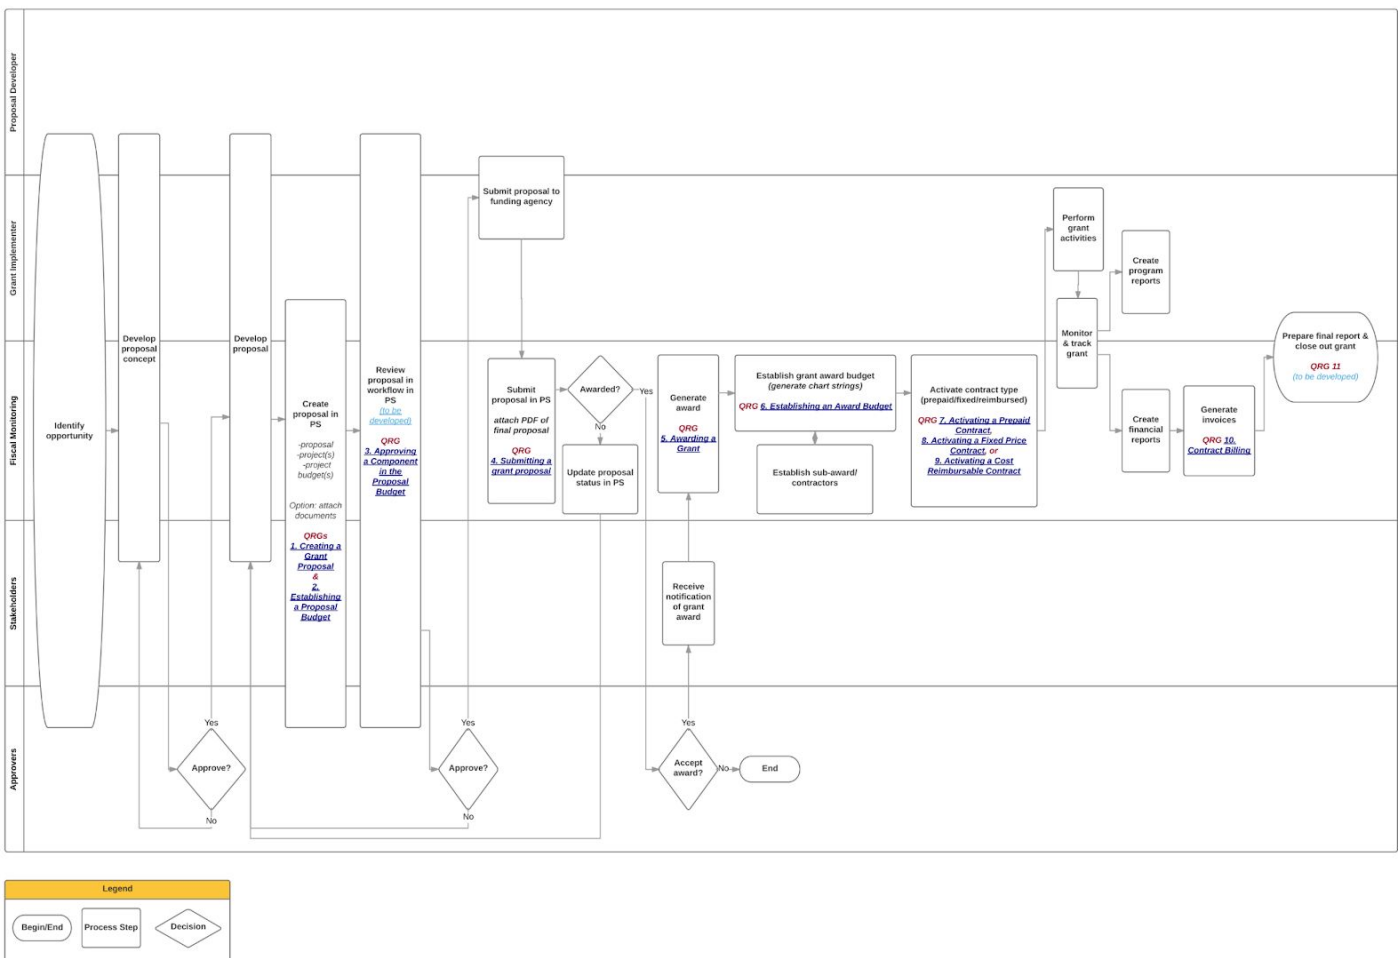 Proposal Developer
Grant Implementer
Fiscal Monitoring
Stakeholders
Approvers
Identify
opportunity
Develop
proposal
concept
Approve?
Yes
No
Develop
proposal
Create
proposal in
PS
-proposal
-project(s)
-project
budget(s)
Option: attach
documents
QRGs
1. Creating a
Grant
Proposal
&
2.
Establishing
a Proposal
Budget
Review
proposal in
workflow in
PS
(to be
developed)
QRG
3. Approving
a Component
in the
Proposal
Budget
Approve?
Yes
No
Submit proposal to
funding agency
Submit
proposal in PS
attach PDF of
final proposal
QRG
4. Submitting a
grant proposal
Awarded?
Yes
No
Update proposal
status in PS
Accept
award?
Yes
No
End
Receive
notification
of grant
award
Generate
award
QRG
5. Awarding a
Grant
Establish grant award budget
(generate chart strings)
QRG 6. Establishing an Award Budget
Establish sub-award/
contractors
Activate contract type
(prepaid/fixed/reimbursed)
QRG 7. Activating a Prepaid
Contract,
8. Activating a Fixed Price
Contract, or
9. Activating a Cost
Reimbursable Contract
Perform
grant
activities
Monitor
& track
grant
Create
program
reports
Create
financial
reports
Generate
invoices
QRG 10.
Contract Billing
Prepare final report &
close out grant
QRG 11
(to be developed)
Legend
Begin/End
Process Step
Decision